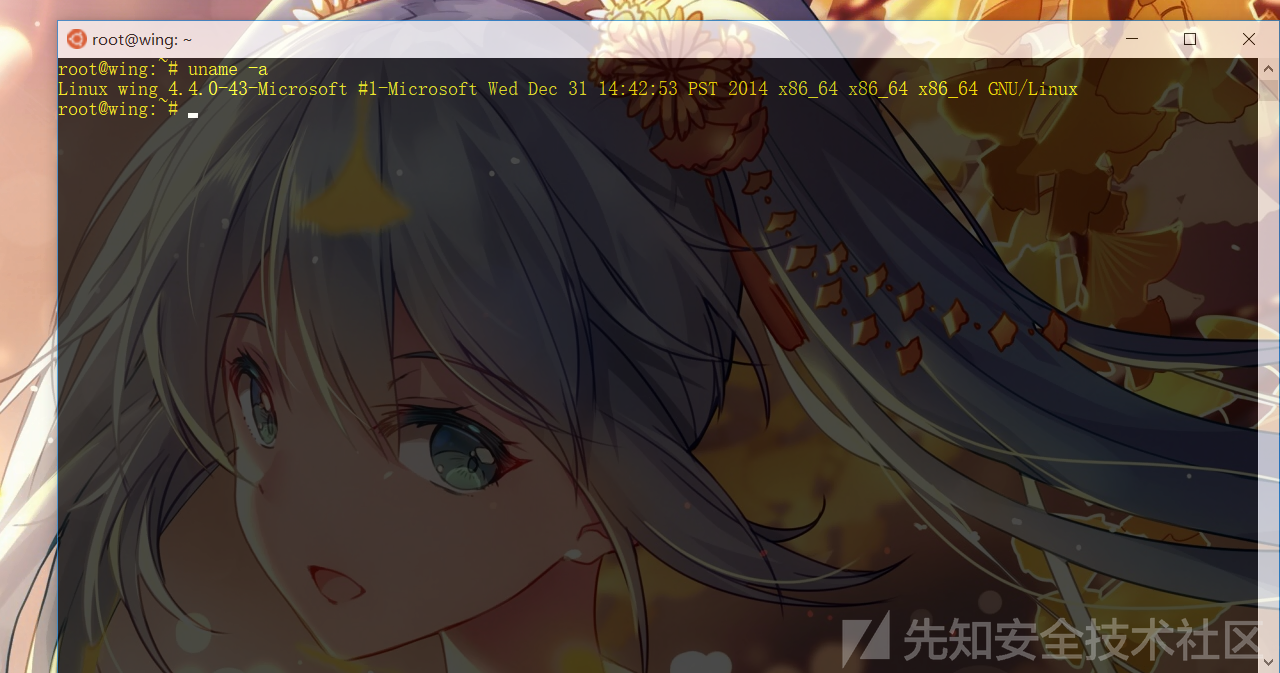 root@wing: ~
root@wing:~# uname -a
Linux wing 4.4.0-43-Microsoft #1-Microsoft Wed Dec 31 14:42:53 PST 2014 x86_64 x86_64 x86_64 GNU/Linux
root@wing:~#
先知安全技术社区